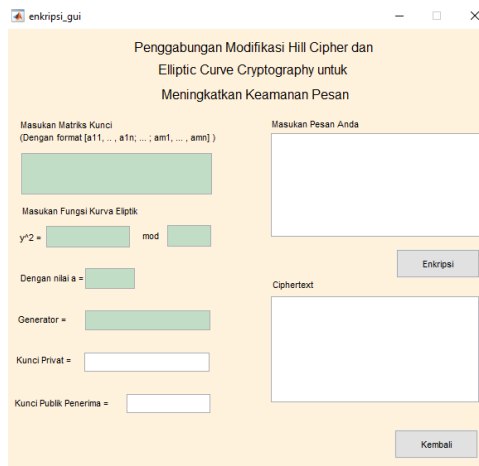 enkripsi_gui
Penggabungan Modifikasi Hill Cipher dan
Elliptic Curve Cryptography untuk
Meningkatkan Keamanan Pesan
Masukan Matriks Kunci
(Dengan format [a11, .. , a1n; ... ; am1, ... , amn] )
Masukan Fungsi Kurva Eliptik
y^2 =
mod
Dengan nilai a =
Generator =
Kunci Privat =
Kunci Publik Penerima =
Masukan Pesan Anda
Enkripsi
Ciphertext
Kembali